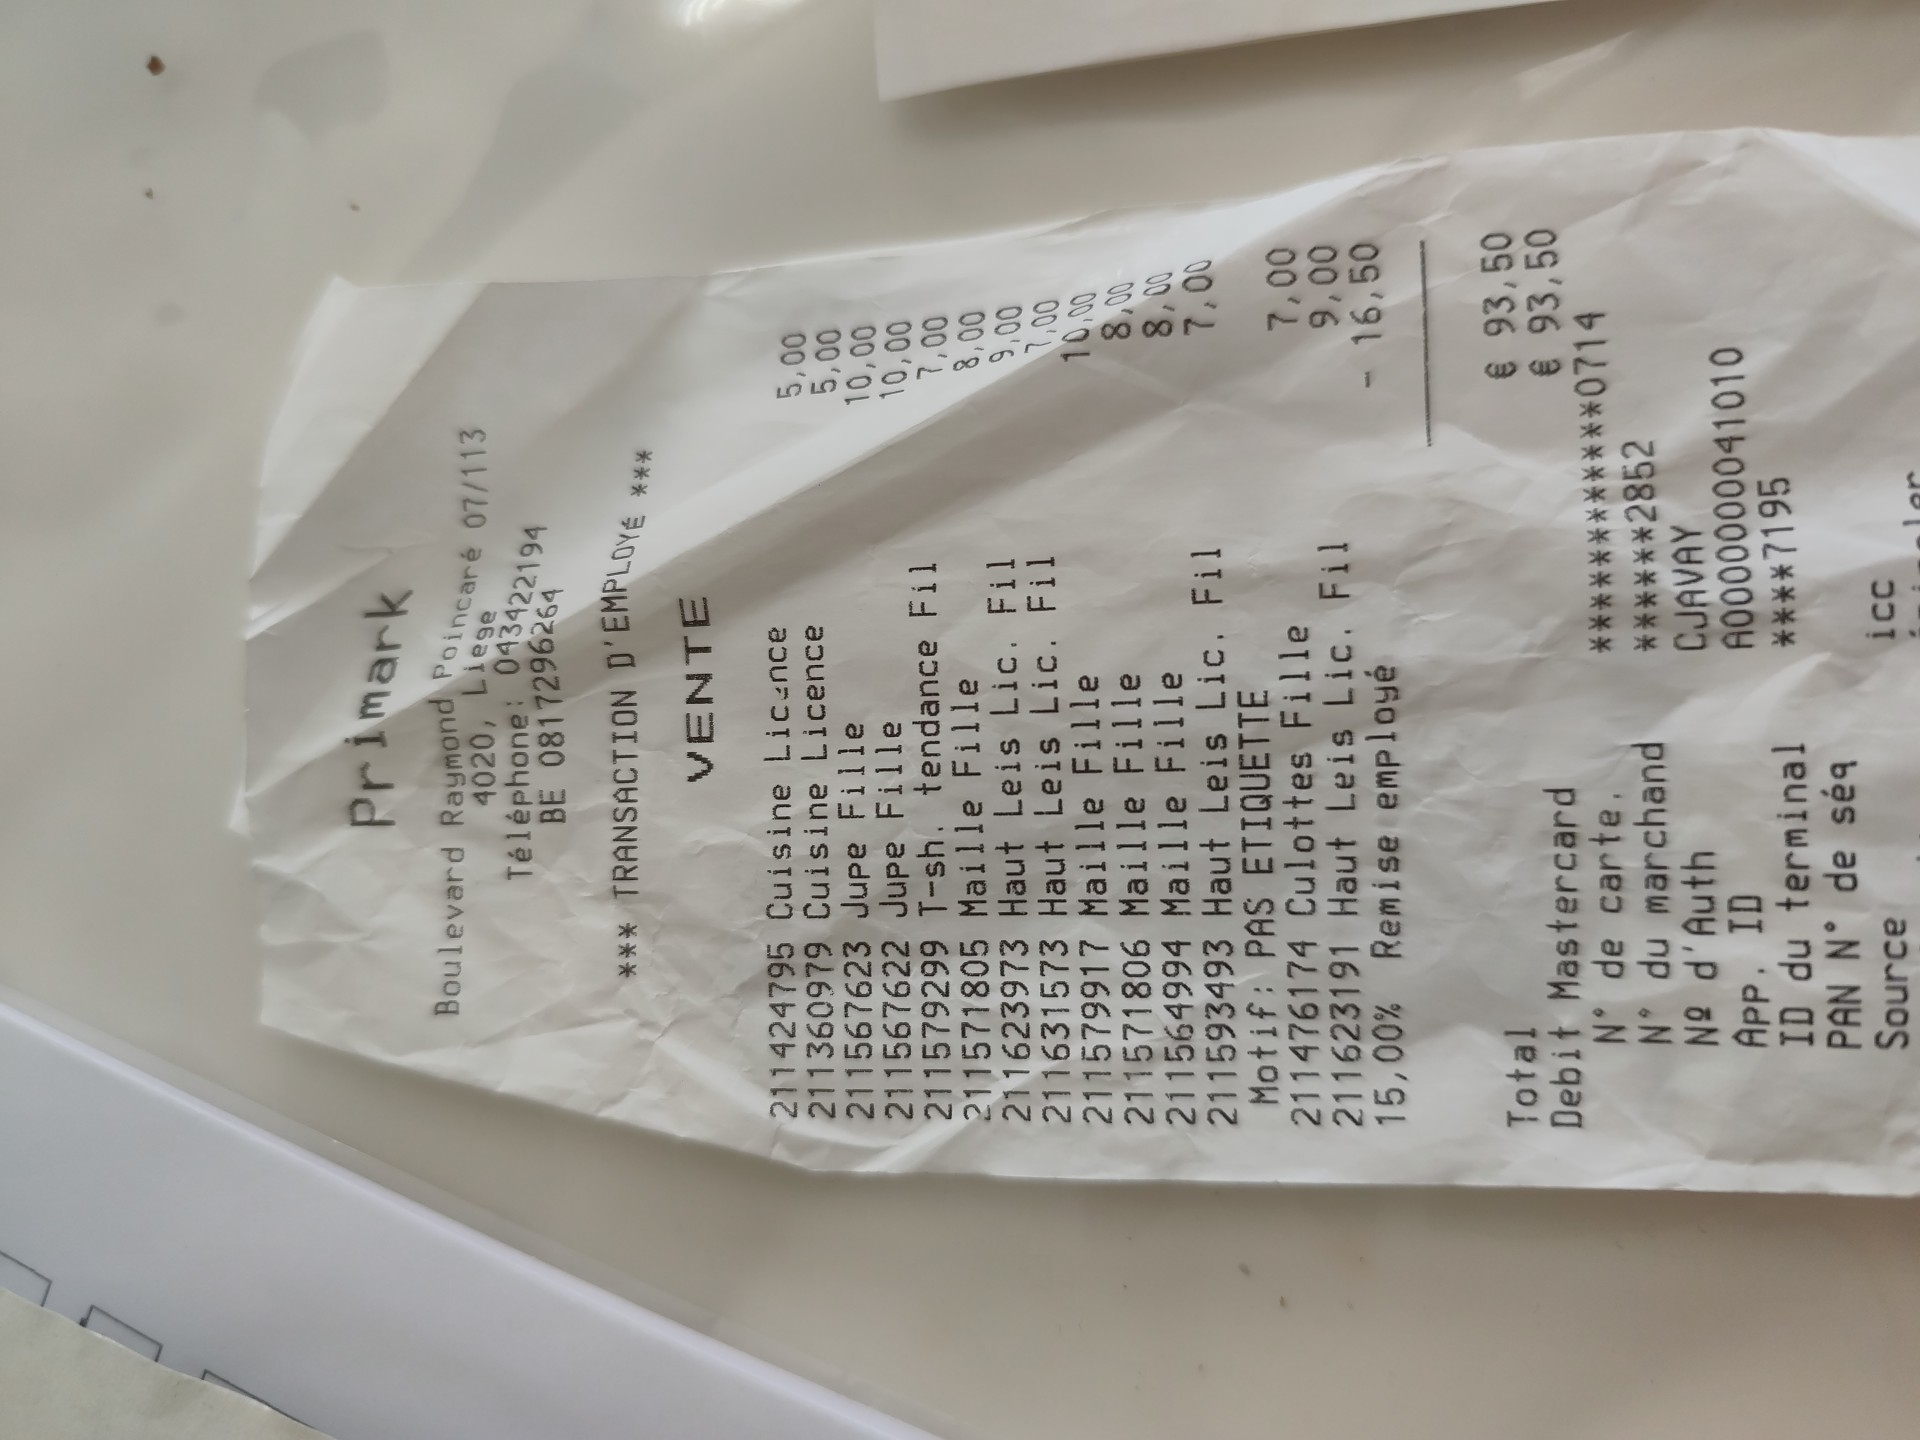 Primark
Boulevard Raymond Poincaré 07/113
4020, Liege
Téléphone: 043422194
BE 0817296264
*** TRANSACTION D'EMPLOYÉ ***
VENTE
211424795 Cuisine Licence 5,00
211360979 Cuisine Licence 5,00
211567623 Jupe Fille 10,00
211567622 Jupe Fille 10,00
211579299 T-sh. tendance Fil 7,00
211571805 Maille Fille 8,00
211623973 Haut Leis Lic. Fil 9,00
211631573 Haut Leis Lic. Fil 7,00
211579917 Maille Fille 10,00
211571806 Maille Fille 8,00
211564994 Maille Fille 8,00
211593493 Haut Leis Lic. Fil 7,00
Motif: PAS ETIQUETTE
211476174 Culottes Fille 7,00
211623191 Haut Leis Lic. Fil 9,00
15,00% Remise employé - 16,50
Total € 93,50
Debit Mastercard € 93,50
N° de carte. ************0714
N° du marchand ******2852
Nº d'Auth CJAVAY
App. ID A0000000041010
ID du terminal ****7195
PAN N° de séq
Source icc